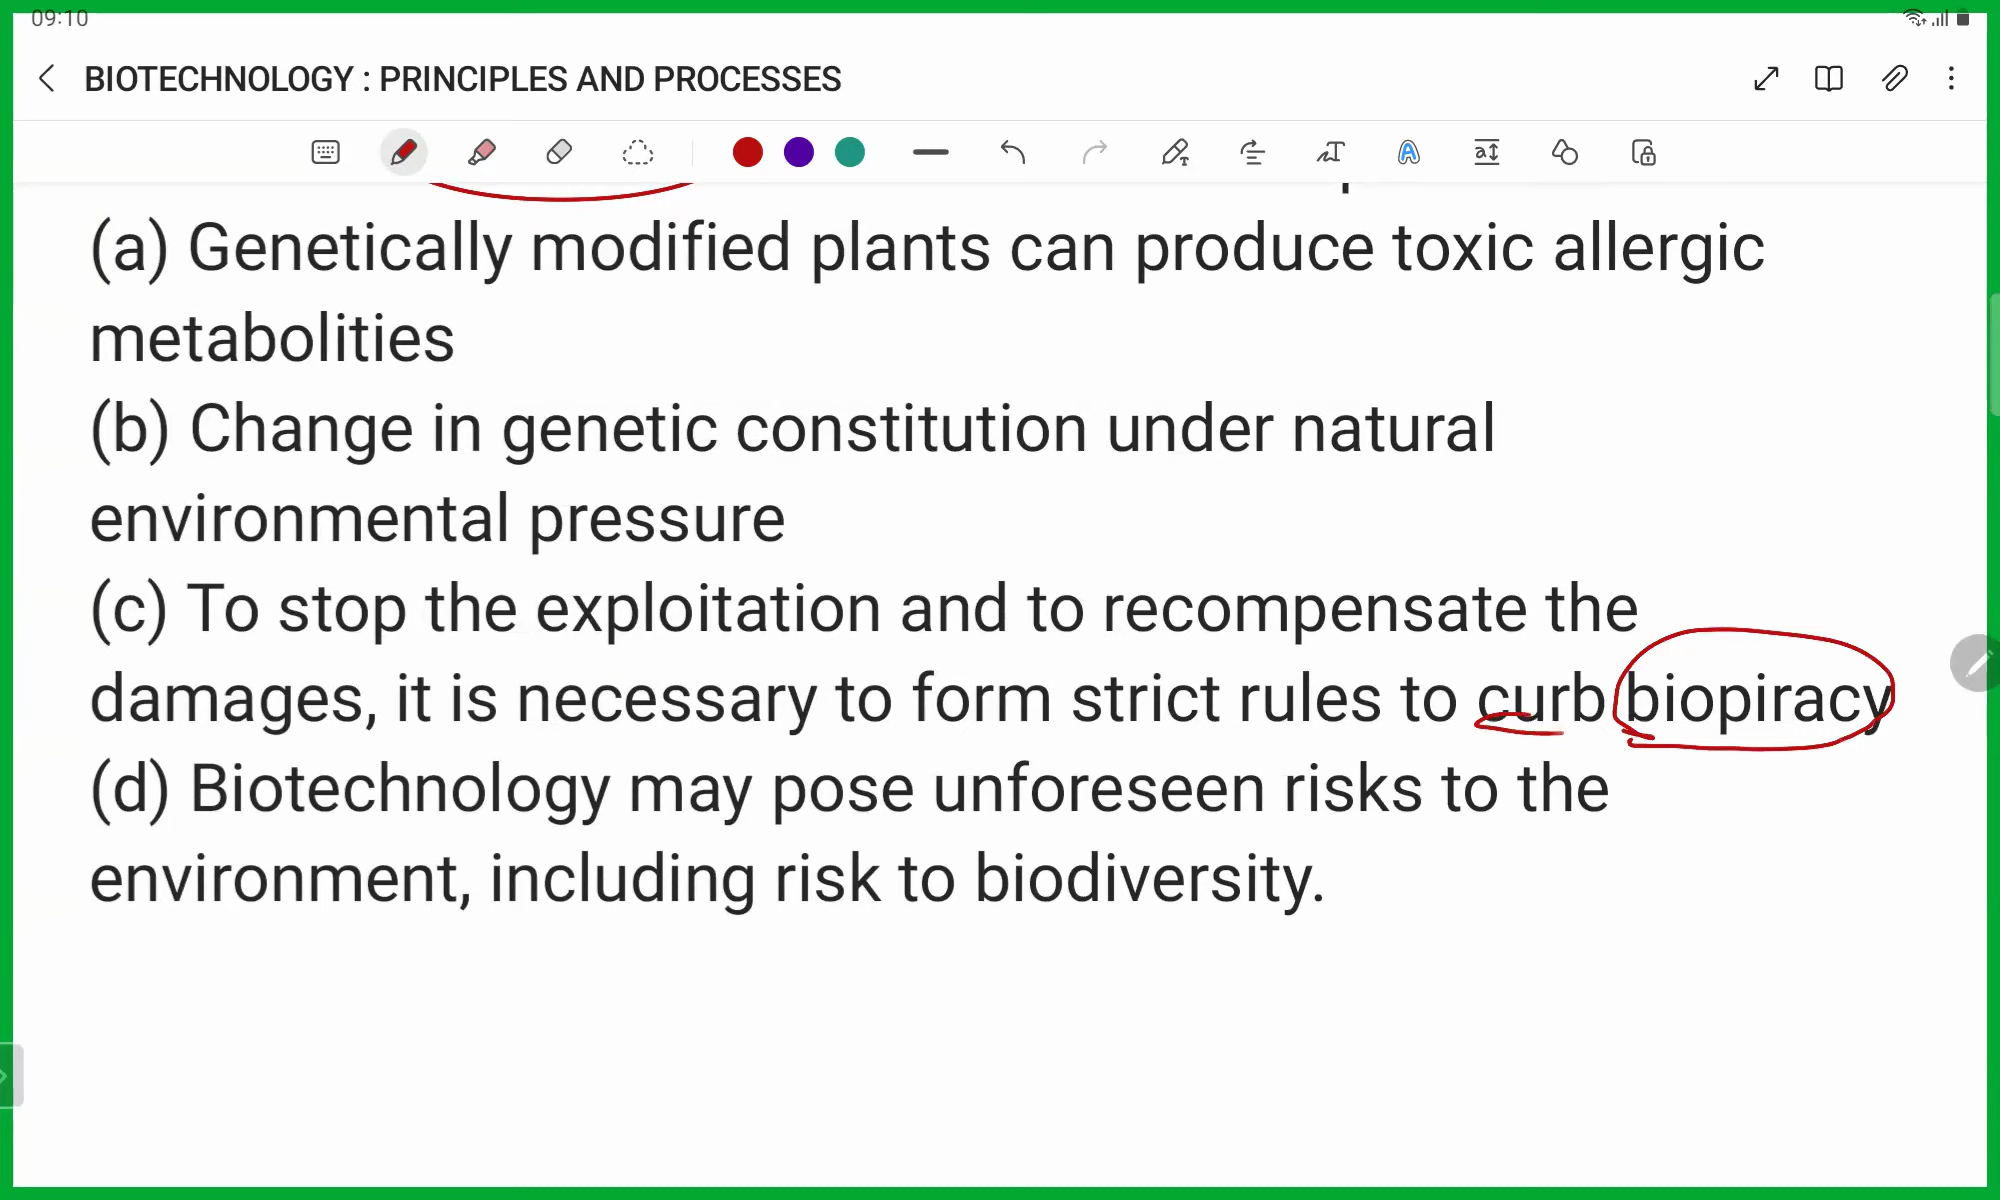 09:10
BIOTECHNOLOGY : PRINCIPLES AND PROCESSES
(a) Genetically modified plants can produce toxic allergic
metabolities
(b) Change in genetic constitution under natural
environmental pressure
(c) To stop the exploitation and to recompensate the
damages, it is necessary to form strict rules to curb biopiracy
(d) Biotechnology may pose unforeseen risks to the
environment, including risk to biodiversity.